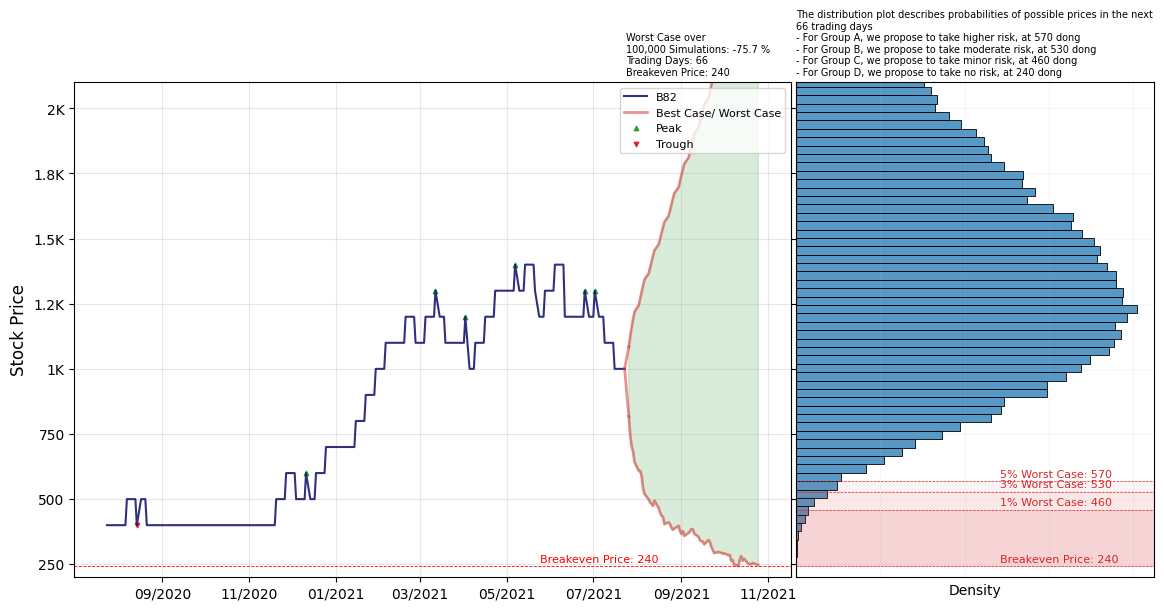 The distribution plot describes probabilities of possible prices in the next
66 trading days
- For Group A, we propose to take higher risk, at 570 dong
- For Group B, we propose to take moderate risk, at 530 dong
- For Group C, we propose to take minor risk, at 460 dong
- For Group D, we propose to take no risk, at 240 dong
Worst Case over
100,000 Simulations: -75.7 %
Trading Days: 66
Breakeven Price: 240
B82
Best Case/ Worst Case
Peak
Trough
Stock Price
2K
1.8K
1.5K
1.2K
1K
750
500
250
5% Worst Case: 570
3% Worst Case: 530
1% Worst Case: 460
Breakeven Price: 240
Breakeven Price: 240
09/2020
11/2020
01/2021
03/2021
05/2021
07/2021
09/2021
11/2021
Density